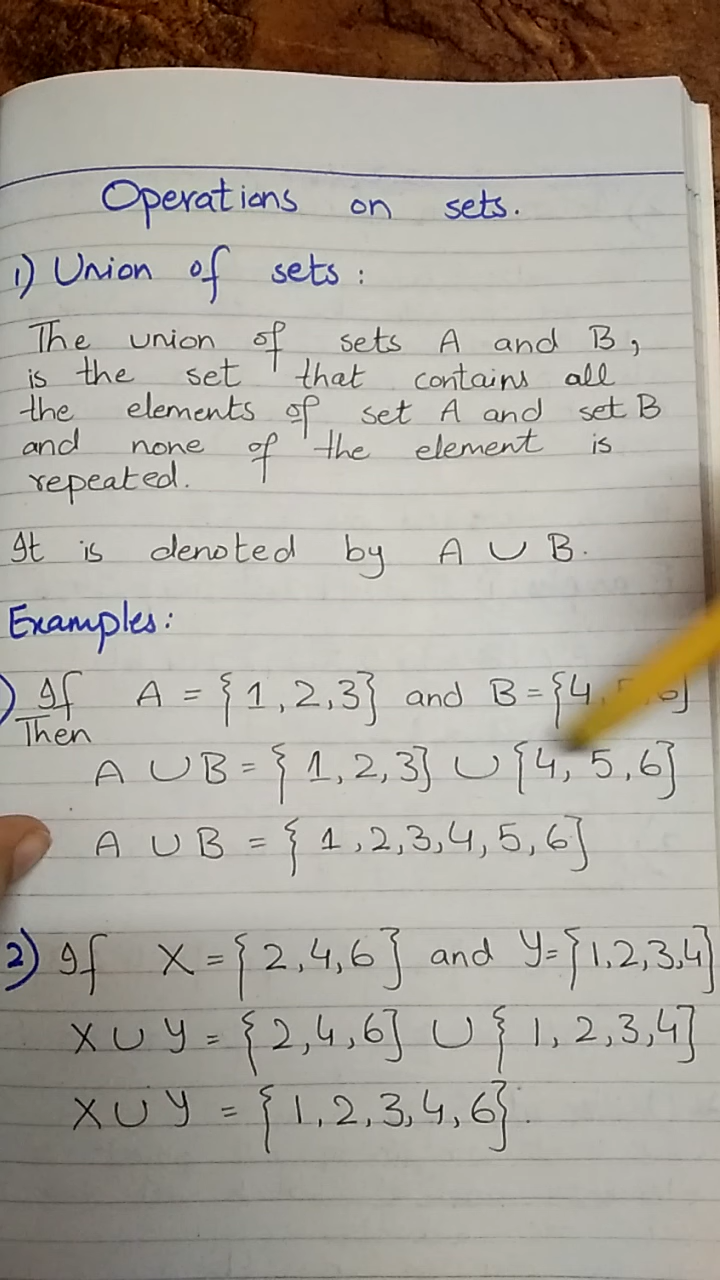 Operations on sets.
1) Union of sets :
The union of sets A and B,
is the set that contains all
the elements of set A and set B
and none of the element is
repeated.
It is denoted by A ∪ B.
Examples:
) If A = {1,2,3} and B = {4, 6}
Then
A ∪ B = { 1,2,3} ∪ {4, 5,6}
A ∪ B = { 1,2,3,4,5,6}
2) If X = {2,4,6} and Y= {1,2,3,4}
X ∪ Y = {2,4,6} ∪ { 1, 2,3,4}
X ∪ Y = {1,2,3,4,6}.